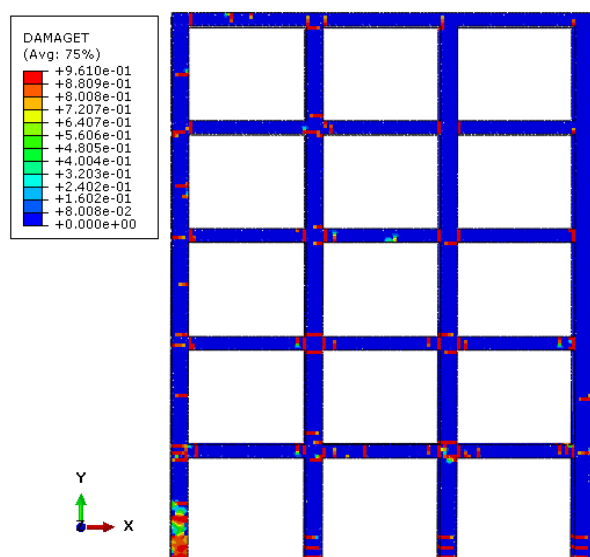 DAMAGET
(Avg: 75%)
+9.610e-01
+8.809e-01
+8.008e-01
+7.207e-01
+6.407e-01
+5.606e-01
+4.805e-01
+4.004e-01
+3.203e-01
+2.402e-01
+1.602e-01
+8.008e-02
+0.000e+00
Y
Z
X